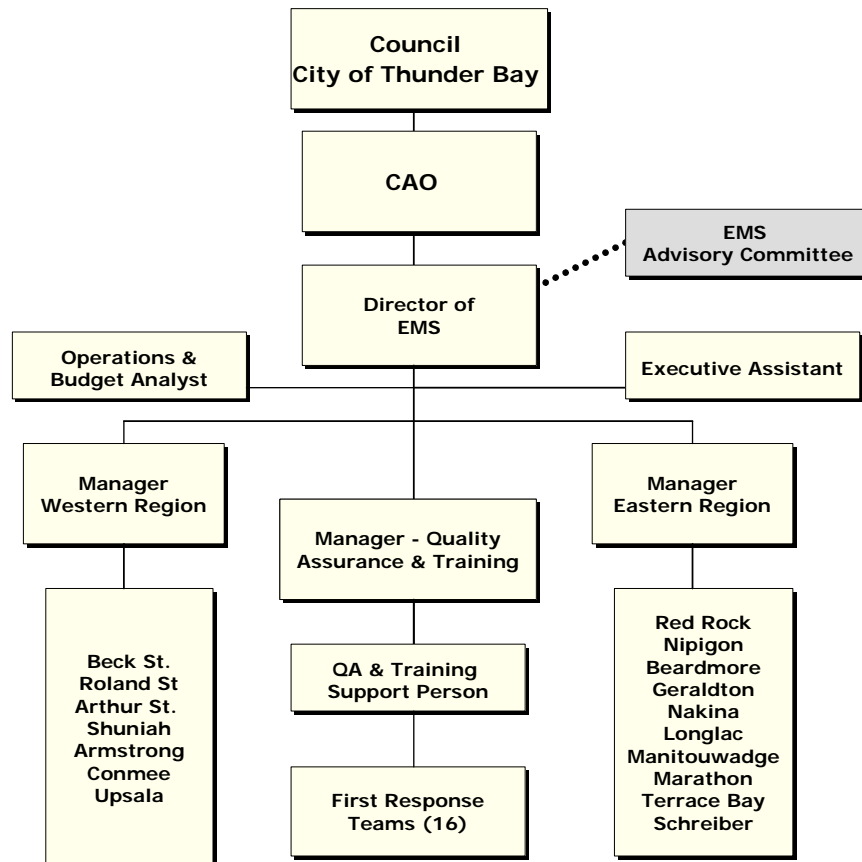 Council
City of Thunder Bay
CAO
EMS
Advisory Committee
Director of
EMS
Operations &
Budget Analyst
Executive Assistant
Manager
Western Region
Manager - Quality
Assurance & Training
Manager
Eastern Region
Beck St.
Roland St
Arthur St.
Shuniah
Armstrong
Conmee
Upsala
QA & Training
Support Person
First Response
Teams (16)
Red Rock
Nipigon
Beardmore
Geraldton
Nakina
Longlac
Manitouwadge
Marathon
Terrace Bay
Schreiber